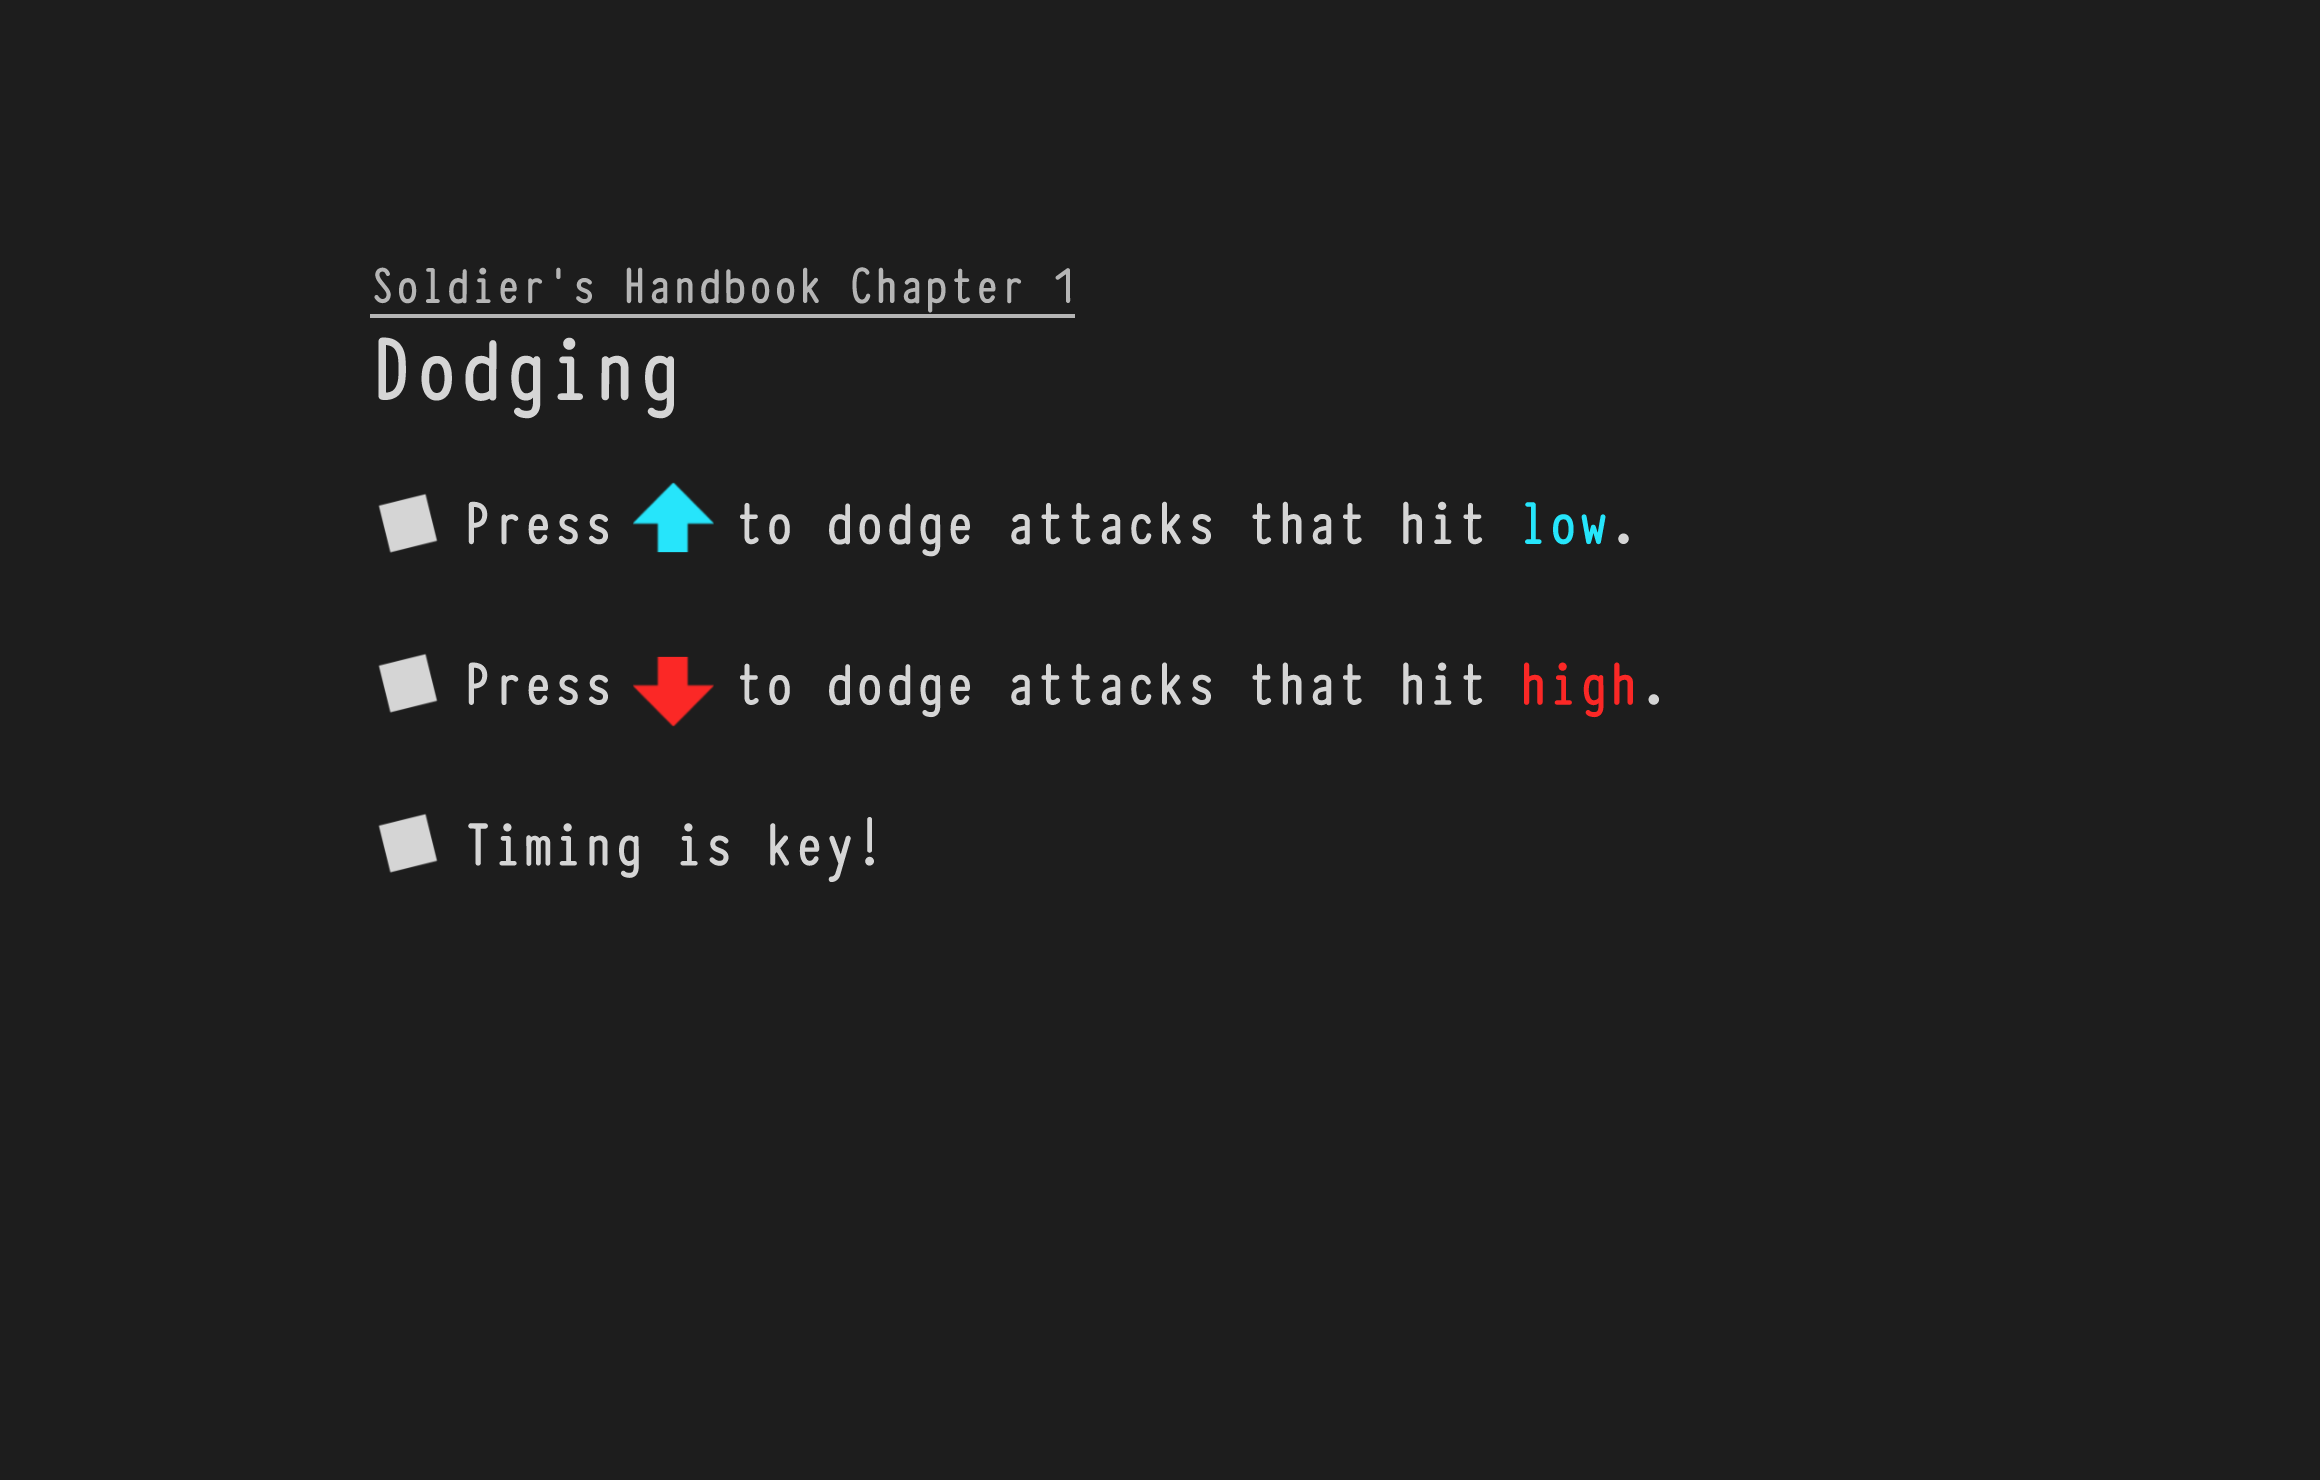 Soldier's Handbook Chapter 1
Dodging
Press to dodge attacks that hit low.
Press to dodge attacks that hit high.
Timing is key!